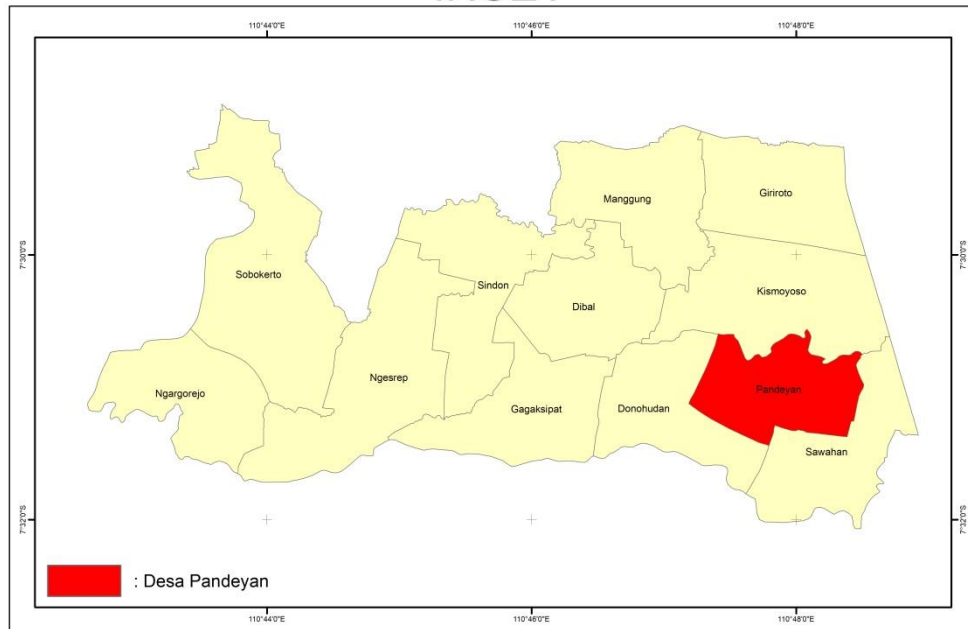 110°44'0"E
110°46'0"E
110°48'0"E
Manggung
Giriroto
7°30'0"S
7°30'0"S
Sobokerto
Sindon
Kismoyoso
Dibal
Ngesrep
Pandeyan
Ngargorejo
Gagaksipat
Donohudan
Sawahan
7°32'0"S
7°32'0"S
: Desa Pandeyan
110°44'0"E
110°46'0"E
110°48'0"E